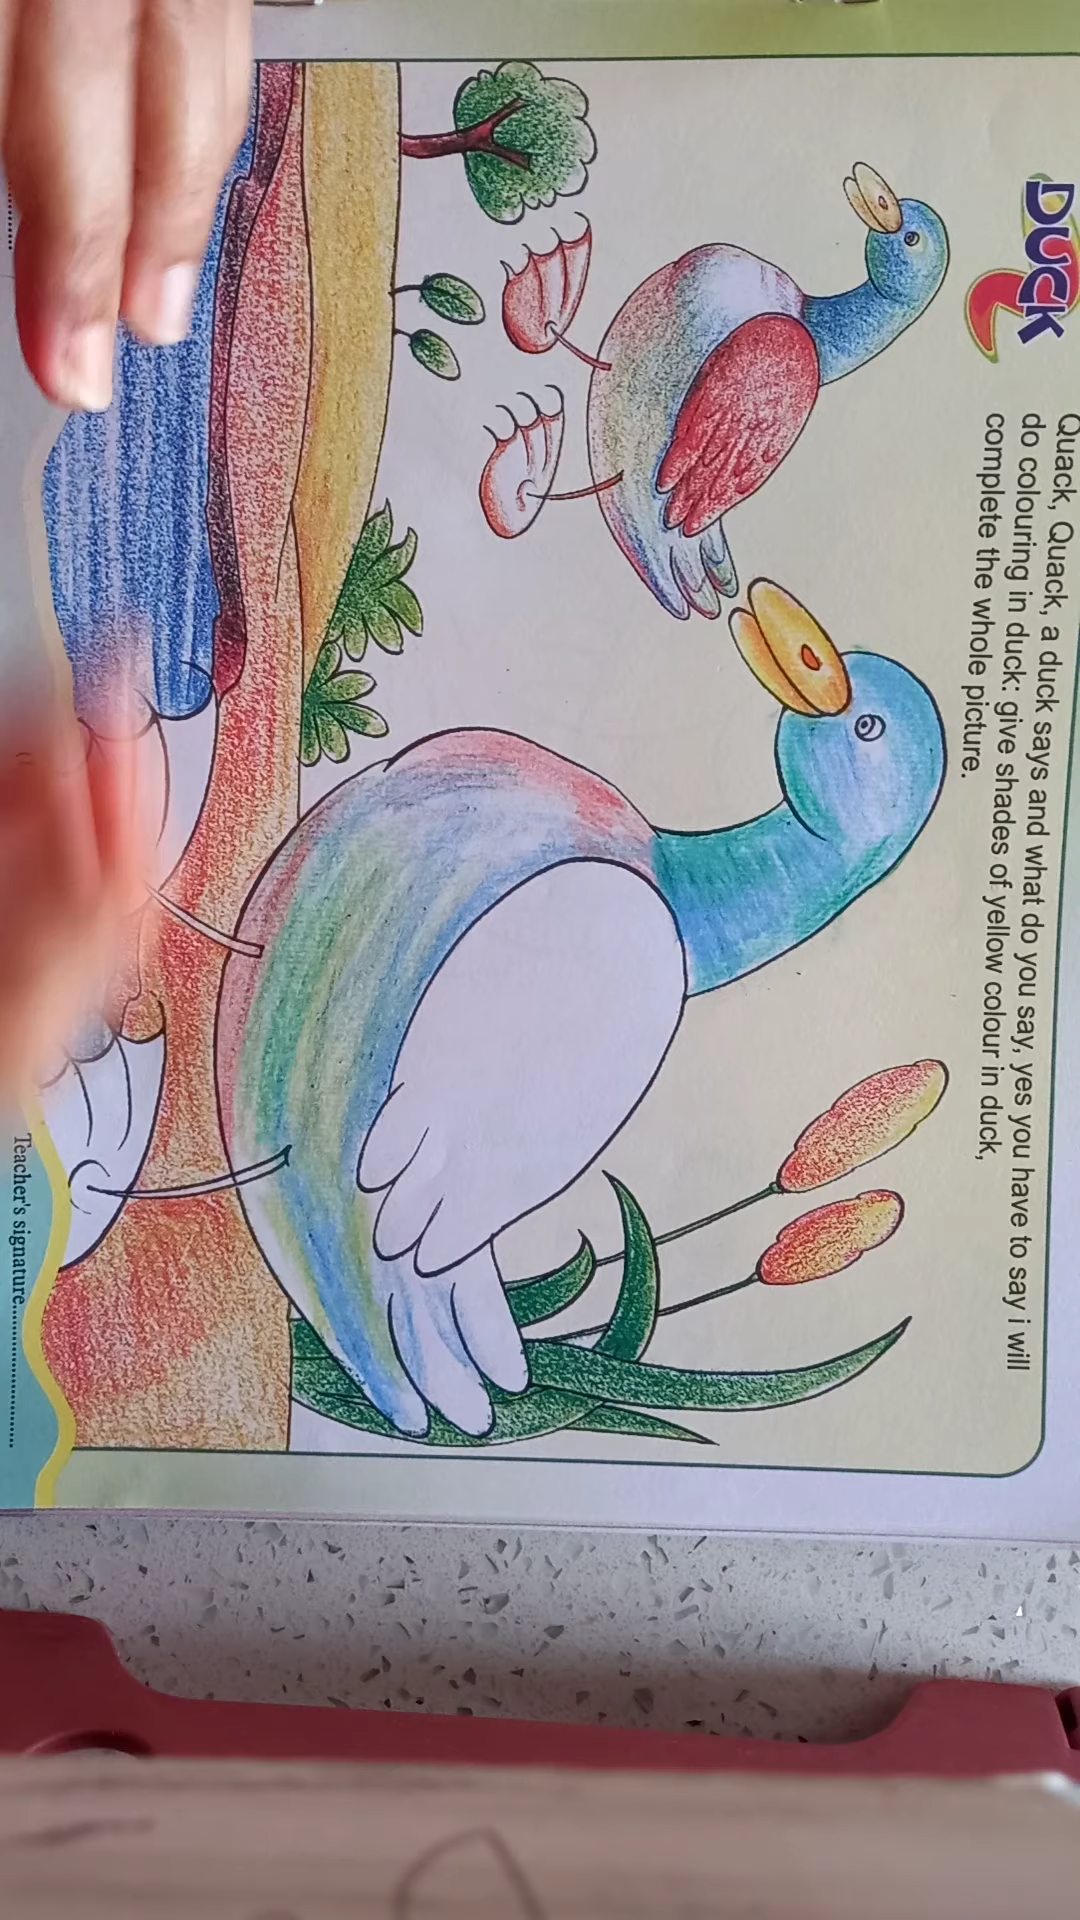 DUCK
Quack, Quack, a duck says and what do you say, yes you have to say i will
do colouring in duck: give shades of yellow colour in duck,
complete the whole picture.
Teacher's signature..........................